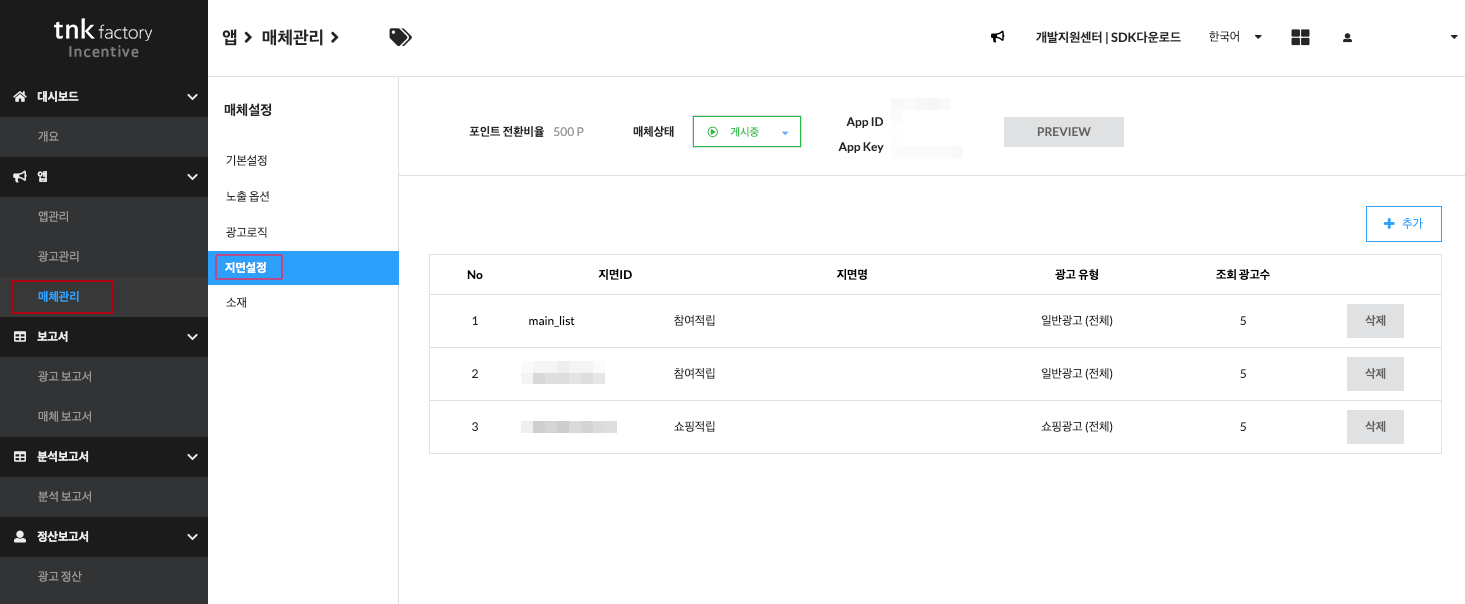 tnk factory
Incentive
대시보드
개요
앱
앱관리
광고관리
매체관리
보고서
광고 보고서
매체 보고서
분석보고서
분석 보고서
정산보고서
광고 정산
앱 > 매체관리 >
개발지원센터 | SDK다운로드
한국어
매체설정
기본설정
노출 옵션
광고로직
지면설정
소재
포인트 전환비율 500 P
매체상태 게시중
App ID
App Key
PREVIEW
+ 추가
No 지면ID 지면명 광고 유형 조회 광고수
1 main_list 참여적립 일반광고 (전체) 5 삭제
2 참여적립 일반광고 (전체) 5 삭제
3 쇼핑적립 쇼핑광고 (전체) 5 삭제